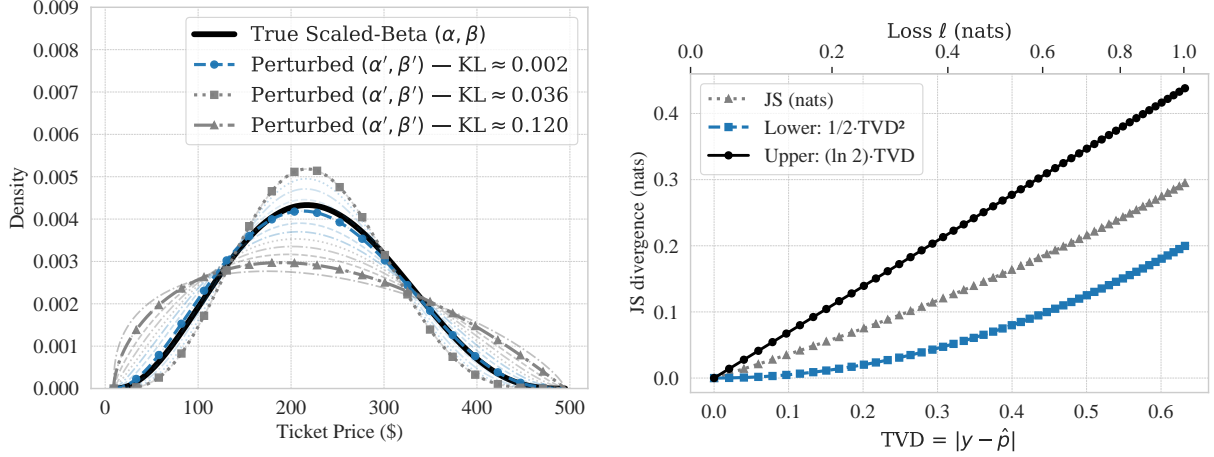 0.009
0.008
0.007
0.006
0.005
0.004
0.003
0.002
0.001
0.000
Density
True Scaled-Beta (α, β)
Perturbed (α′, β′) — KL ≈ 0.002
Perturbed (α′, β′) — KL ≈ 0.036
Perturbed (α′, β′) — KL ≈ 0.120
0 100 200 300 400 500
Ticket Price ($)
Loss ℓ (nats)
0.0 0.2 0.4 0.6 0.8 1.0
JS (nats)
Lower: 1/2·TVD²
Upper: (ln 2)·TVD
0.4
0.3
0.2
0.1
0.0
JS divergence (nats)
0.0 0.1 0.2 0.3 0.4 0.5 0.6
TVD = |y − p̂|